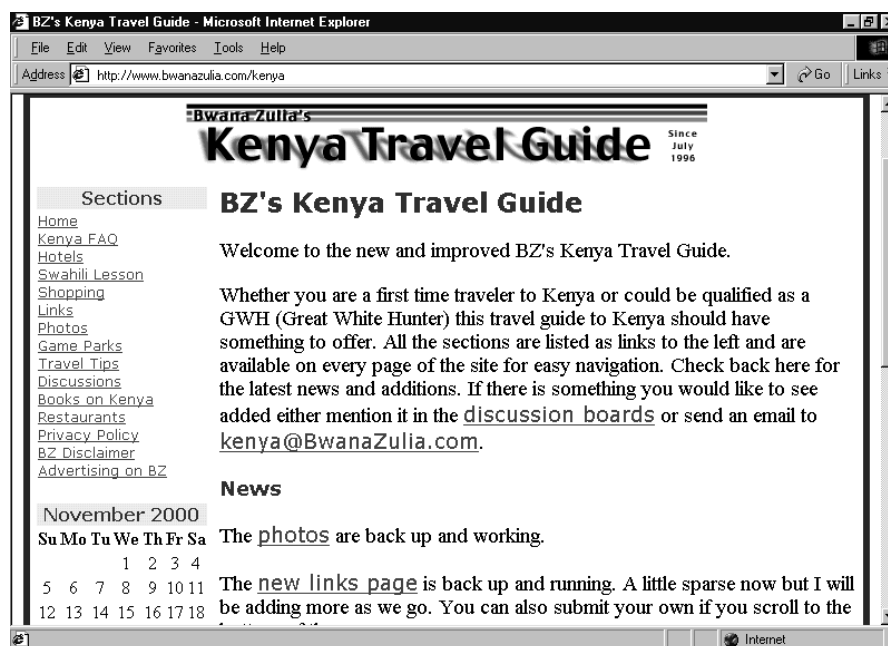 BZ's Kenya Travel Guide - Microsoft Internet Explorer
File Edit View Favorites Tools Help
Address http://www.bwanazulia.com/kenya Go Links
Bwana Zulia's
Kenya Travel Guide
Since
July
1996
Sections
Home
Kenya FAQ
Hotels
Swahili Lesson
Shopping
Links
Photos
Game Parks
Travel Tips
Discussions
Books on Kenya
Restaurants
Privacy Policy
BZ Disclaimer
Advertising on BZ
November 2000
Su Mo Tu We Th Fr Sa
1 2 3 4
5 6 7 8 9 10 11
12 13 14 15 16 17 18
BZ's Kenya Travel Guide
Welcome to the new and improved BZ's Kenya Travel Guide.
Whether you are a first time traveler to Kenya or could be qualified as a
GWH (Great White Hunter) this travel guide to Kenya should have
something to offer. All the sections are listed as links to the left and are
available on every page of the site for easy navigation. Check back here for
the latest news and additions. If there is something you would like to see
added either mention it in the discussion boards or send an email to
kenya@BwanaZulia.com.
News
The photos are back up and working.
The new links page is back up and running. A little sparse now but I will
be adding more as we go. You can also submit your own if you scroll to the
Internet